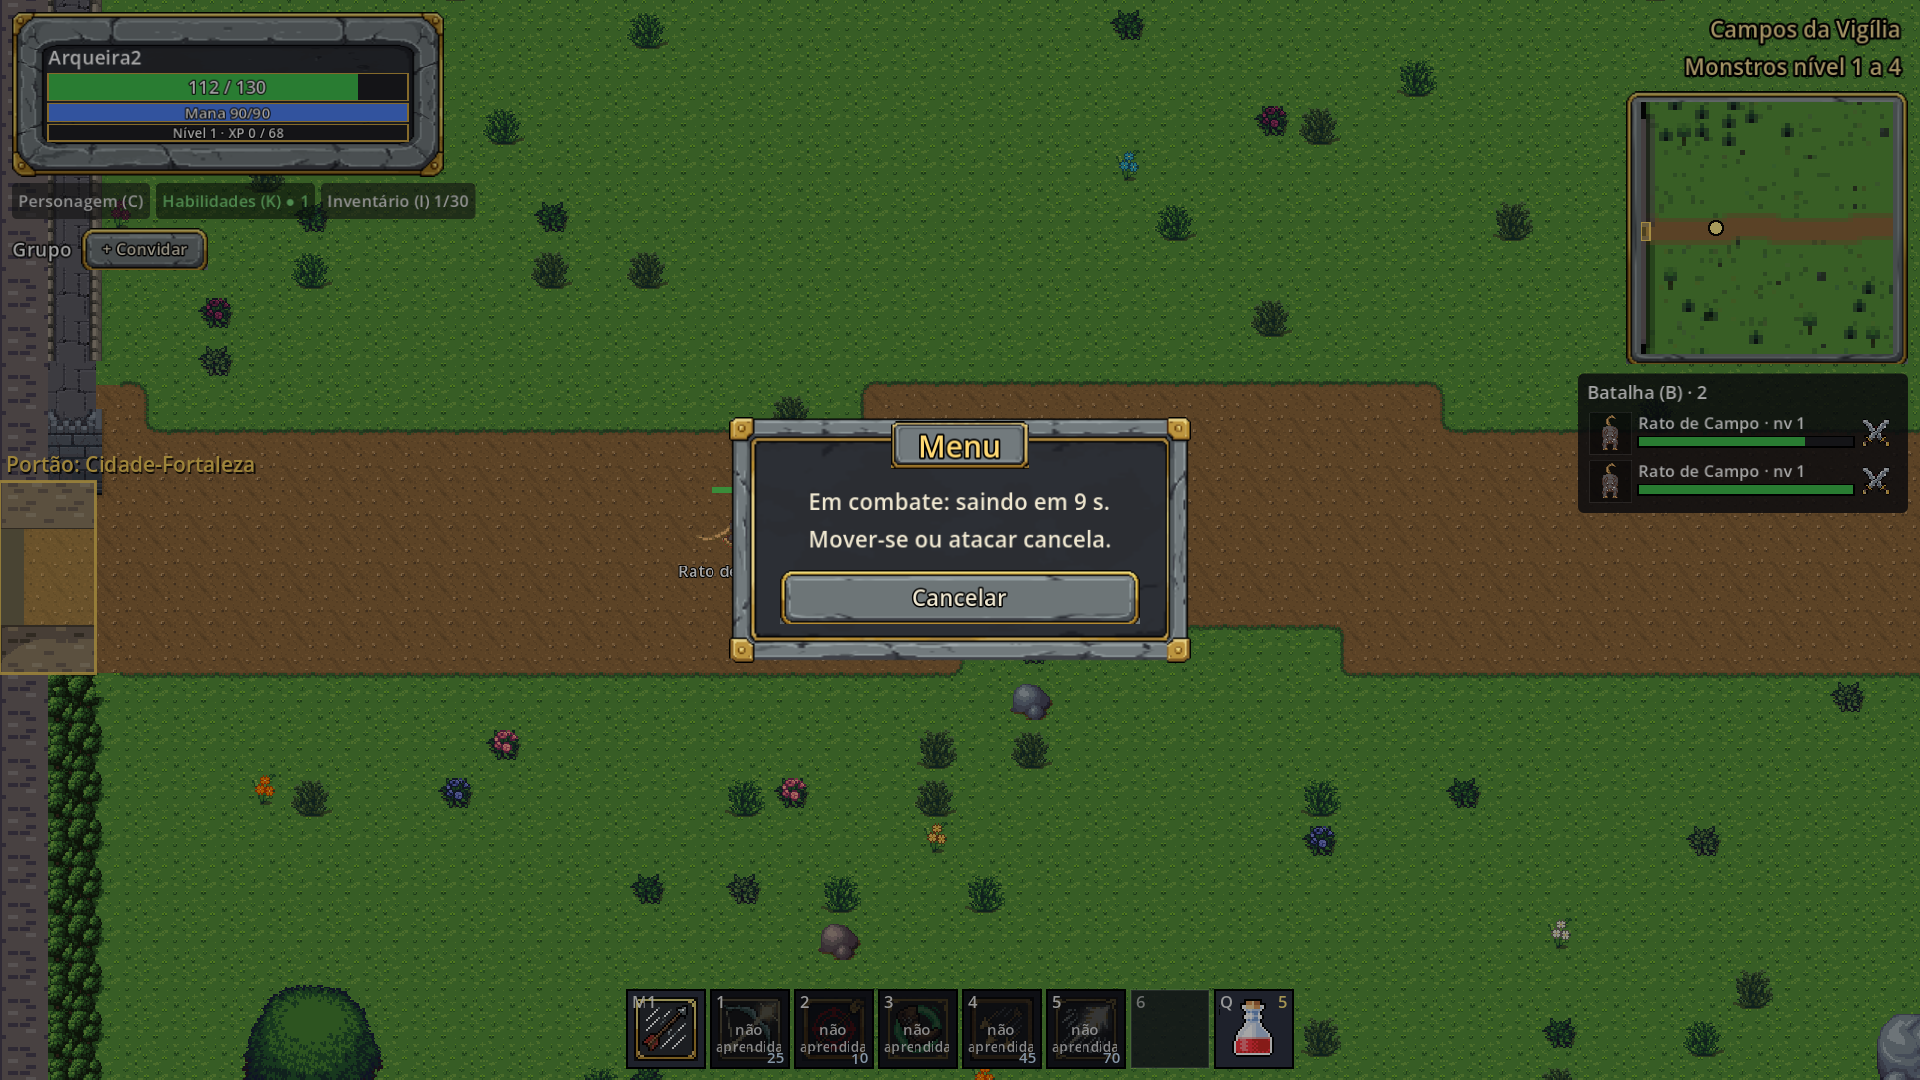 Arqueira2
112 / 130
Mana 90/90
Nível 1 · XP 0 / 68
Personagem (C)
Habilidades (K) ● 1
Inventário (I) 1/30
Grupo
+ Convidar
Campos da Vigília
Monstros nível 1 a 4
Batalha (B) · 2
Rato de Campo · nv 1
Rato de Campo · nv 1
Portão: Cidade-Fortaleza
Rato de
Menu
Em combate: saindo em 9 s.
Mover-se ou atacar cancela.
Cancelar
M1
1
não
aprendida
25
2
não
aprendida
10
3
não
aprendida
4
não
aprendida
45
5
não
aprendida
70
6
Q
5